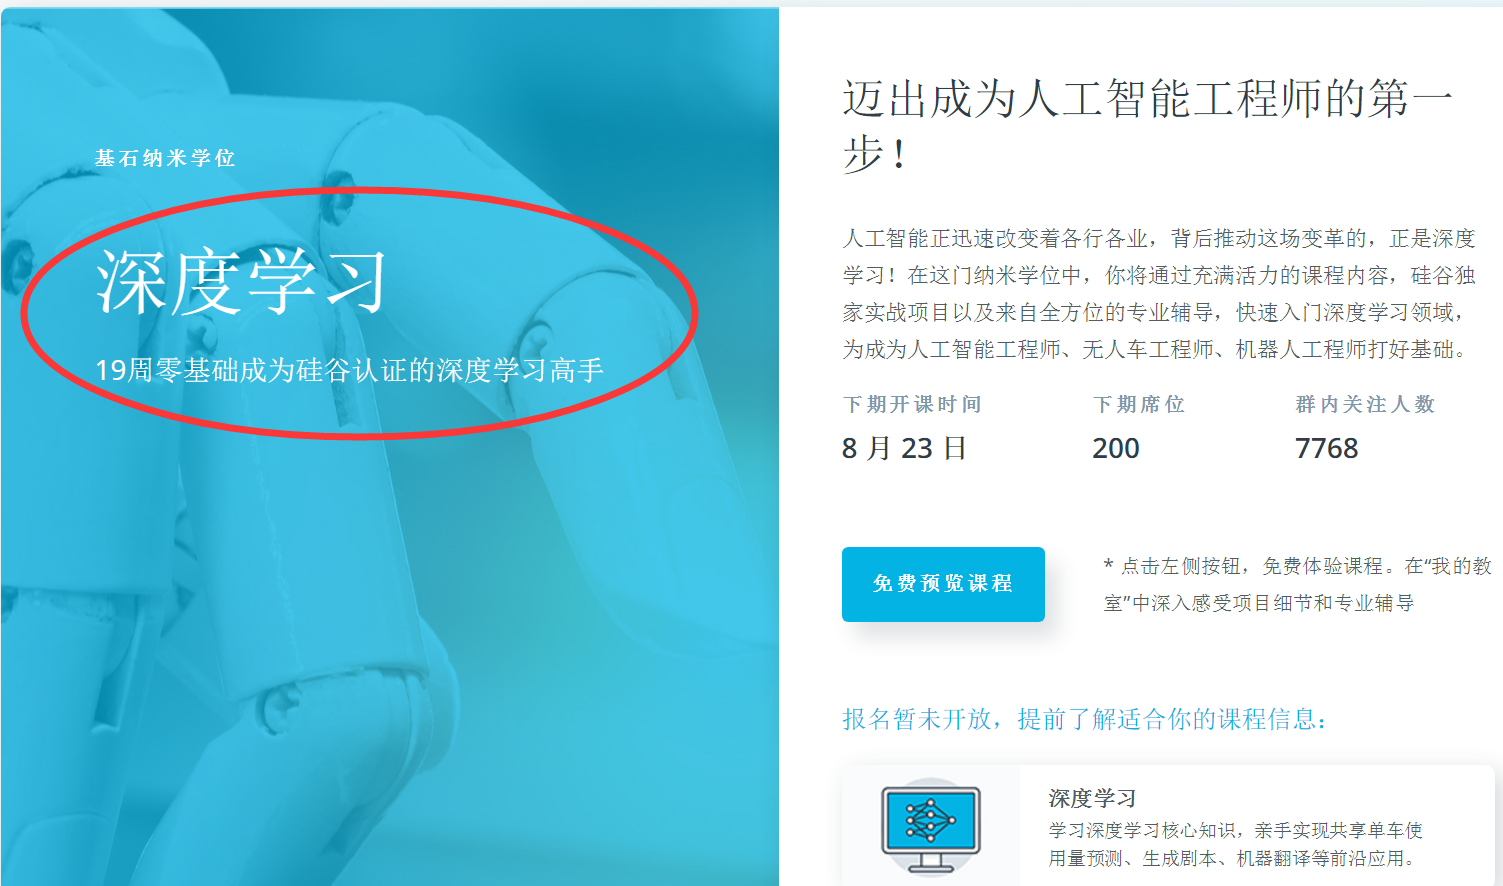 基石纳米学位
深度学习
19周零基础成为硅谷认证的深度学习高手
迈出成为人工智能工程师的第一
步！
人工智能正迅速改变着各行各业，背后推动这场变革的，正是深度
学习！在这门纳米学位中，你将通过充满活力的课程内容，硅谷独
家实战项目以及来自全方位的专业辅导，快速入门深度学习领域，
为成为人工智能工程师、无人车工程师、机器人工程师打好基础。
下期开课时间 下期席位 群内关注人数
8 月 23 日 200 7768
免费预览课程
* 点击左侧按钮，免费体验课程。在“我的教
室”中深入感受项目细节和专业辅导
报名暂未开放，提前了解适合你的课程信息：
深度学习
学习深度学习核心知识，亲手实现共享单车使
用量预测、生成剧本、机器翻译等前沿应用。